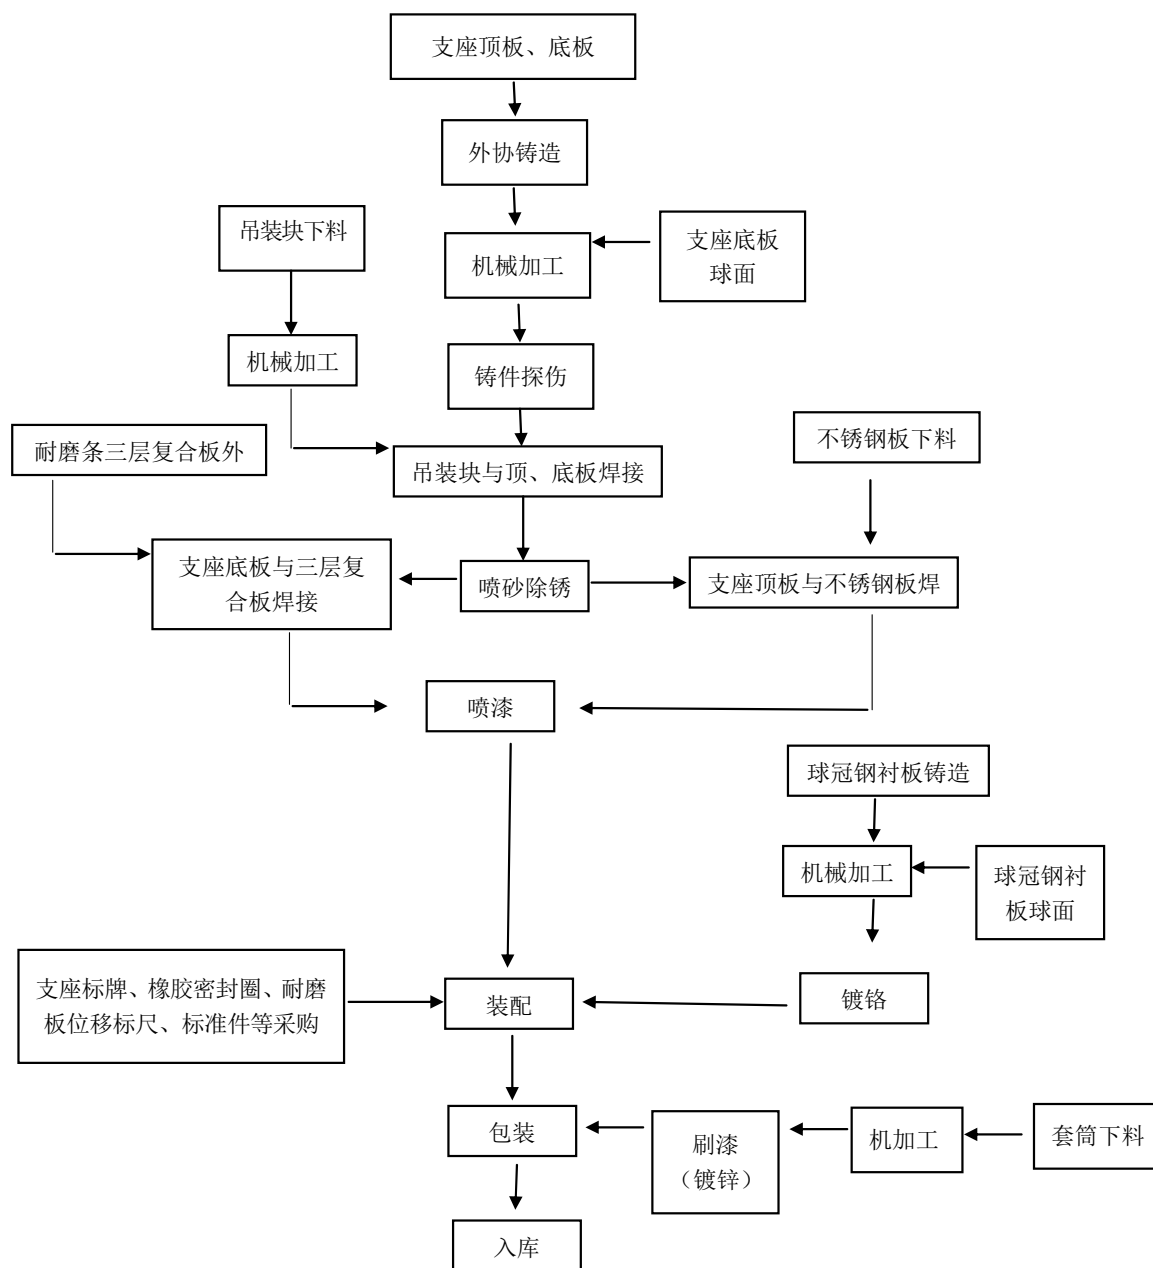 支座顶板、底板
外协铸造
吊装块下料
支座底板
球面
机械加工
机械加工
铸件探伤
耐磨条三层复合板外
不锈钢板下料
吊装块与顶、底板焊接
支座底板与三层复
合板焊接
喷砂除锈
支座顶板与不锈钢板焊
喷漆
球冠钢衬板铸造
机械加工
球冠钢衬
板球面
支座标牌、橡胶密封圈、耐磨
板位移标尺、标准件等采购
装配
镀铬
包装
刷漆
（镀锌）
机加工
套筒下料
入库